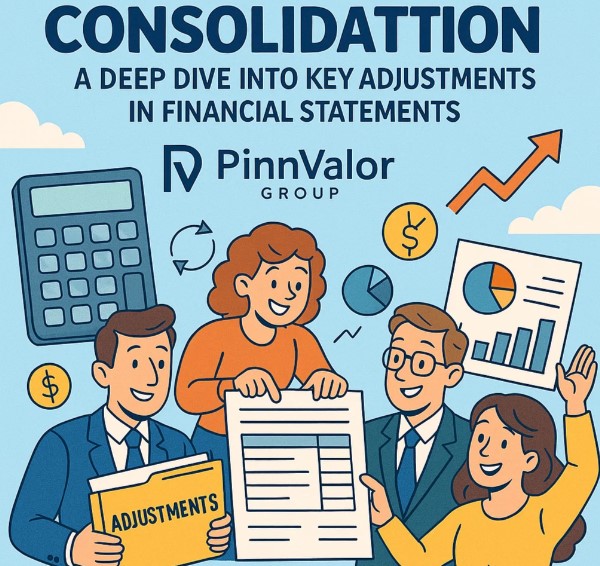 CONSOLIDATTION
A DEEP DIVE INTO KEY ADJUSTMENTS
IN FINANCIAL STATEMENTS
PinnValor
GROUP
ADJUSTMENTS